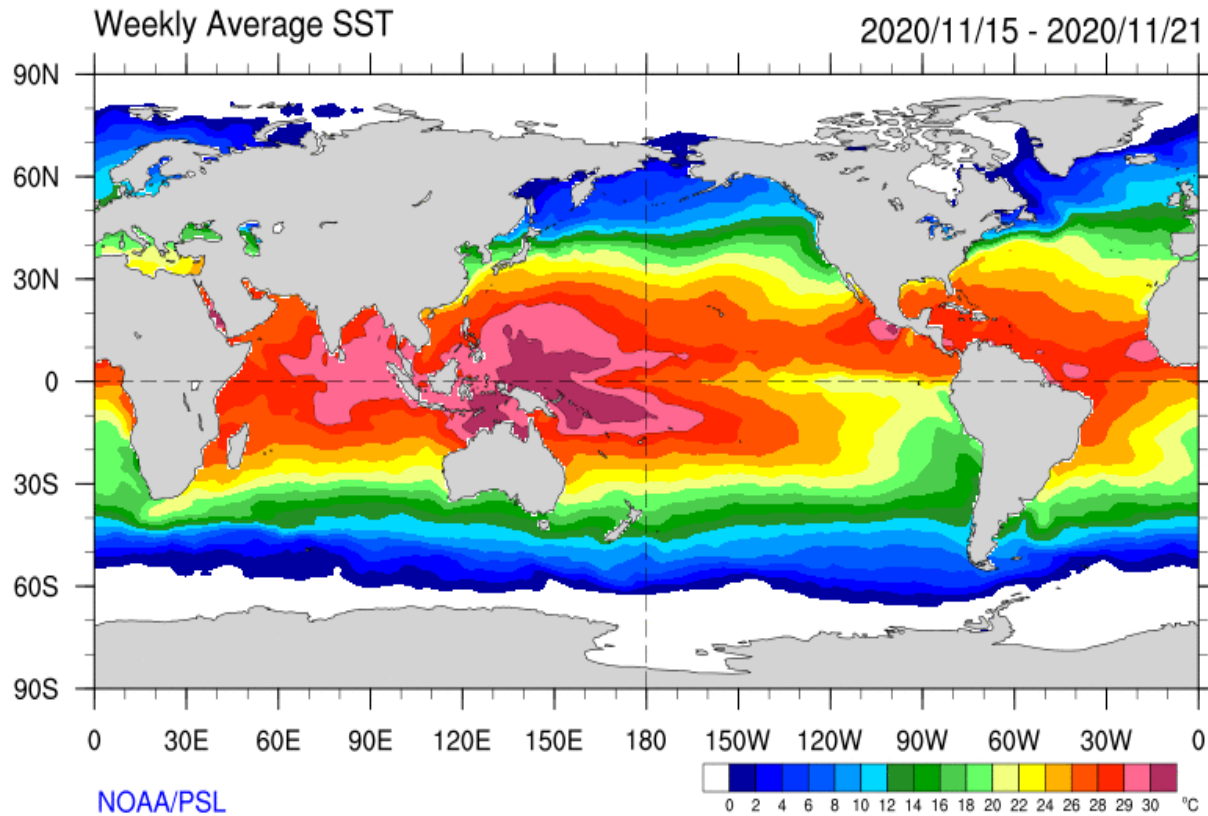 Weekly Average SST 2020/11/15 - 2020/11/21
90N
60N
30N
0
30S
60S
90S
0 30E 60E 90E 120E 150E 180 150W 120W 90W 60W 30W 0
0 2 4 6 8 10 12 14 16 18 20 22 24 26 28 29 30 °C
NOAA/PSL